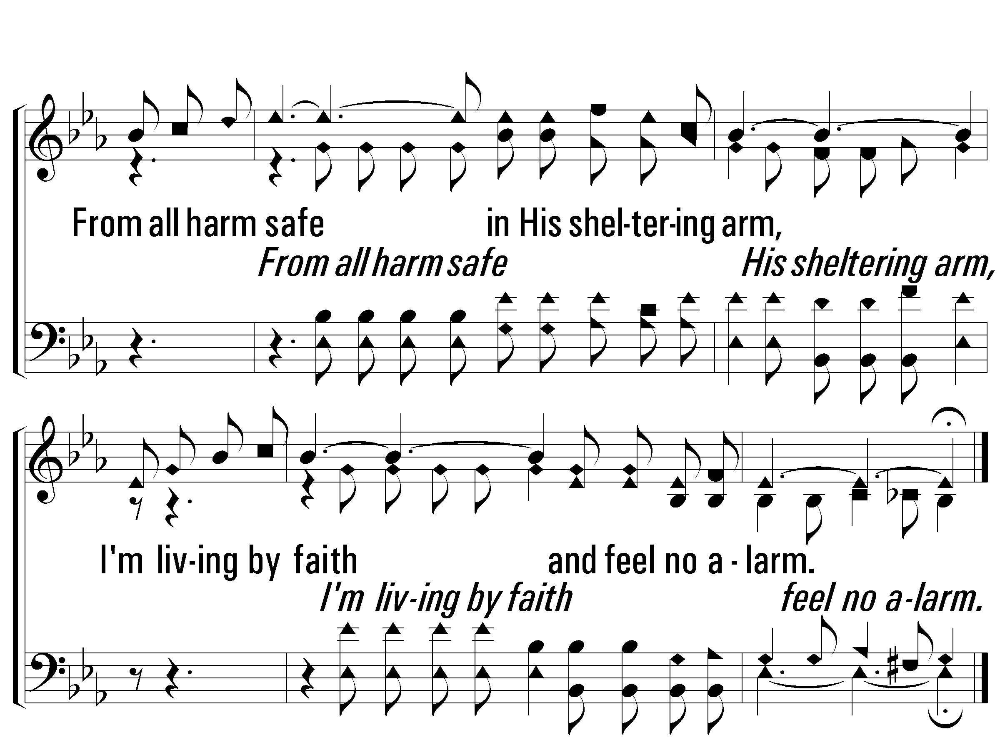 From all harm safe in His shel-ter-ing arm,
From all harm safe His sheltering arm,
I'm liv-ing by faith and feel no a - larm.
I'm liv-ing by faith feel no a-larm.